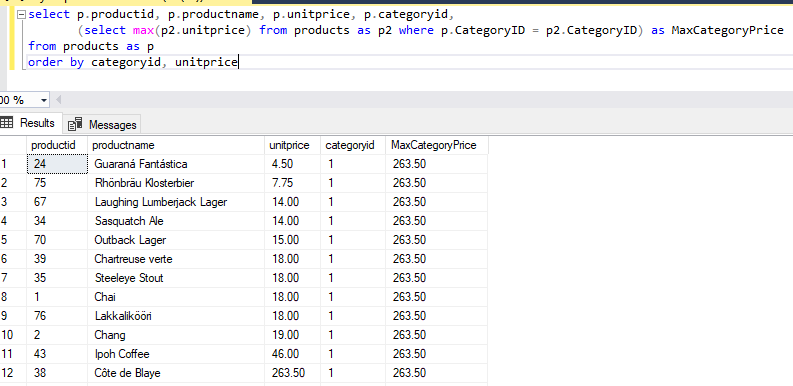 select p.productid, p.productname, p.unitprice, p.categoryid,
(select max(p2.unitprice) from products as p2 where p.CategoryID = p2.CategoryID) as MaxCategoryPrice
from products as p
order by categoryid, unitprice
00 %
Results Messages
productid productname unitprice categoryid MaxCategoryPrice
1 24 Guaraná Fantástica 4.50 1 263.50
2 75 Rhönbräu Klosterbier 7.75 1 263.50
3 67 Laughing Lumberjack Lager 14.00 1 263.50
4 34 Sasquatch Ale 14.00 1 263.50
5 70 Outback Lager 15.00 1 263.50
6 39 Chartreuse verte 18.00 1 263.50
7 35 Steeleye Stout 18.00 1 263.50
8 1 Chai 18.00 1 263.50
9 76 Lakkalikööri 18.00 1 263.50
10 2 Chang 19.00 1 263.50
11 43 Ipoh Coffee 46.00 1 263.50
12 38 Côte de Blaye 263.50 1 263.50